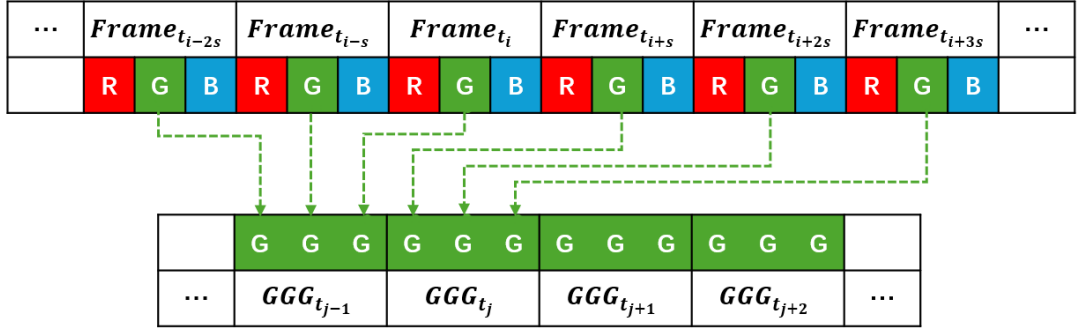 ... Frame_{t_{i-2s}} Frame_{t_{i-s}} Frame_{t_i} Frame_{t_{i+s}} Frame_{t_{i+2s}} Frame_{t_{i+3s}} ...
R G B R G B R G B R G B R G B R G B
G G G G G G G G G G G G
... GGG_{t_{j-1}} GGG_{t_j} GGG_{t_{j+1}} GGG_{t_{j+2}} ...